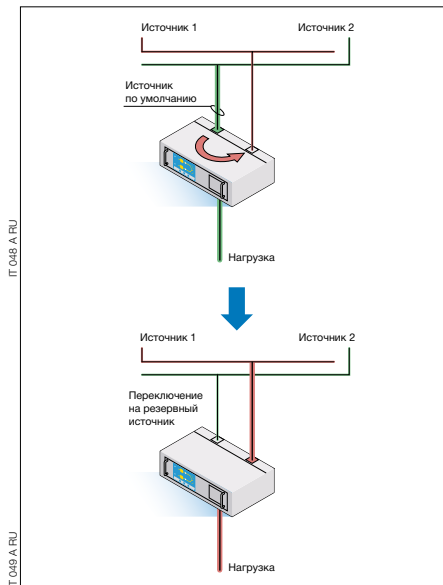 Источник 1
Источник 2
Источник
по умолчанию
Нагрузка
IT 048 A RU
Источник 1
Источник 2
Переключение
на резервный
источник
Нагрузка
IT 049 A RU